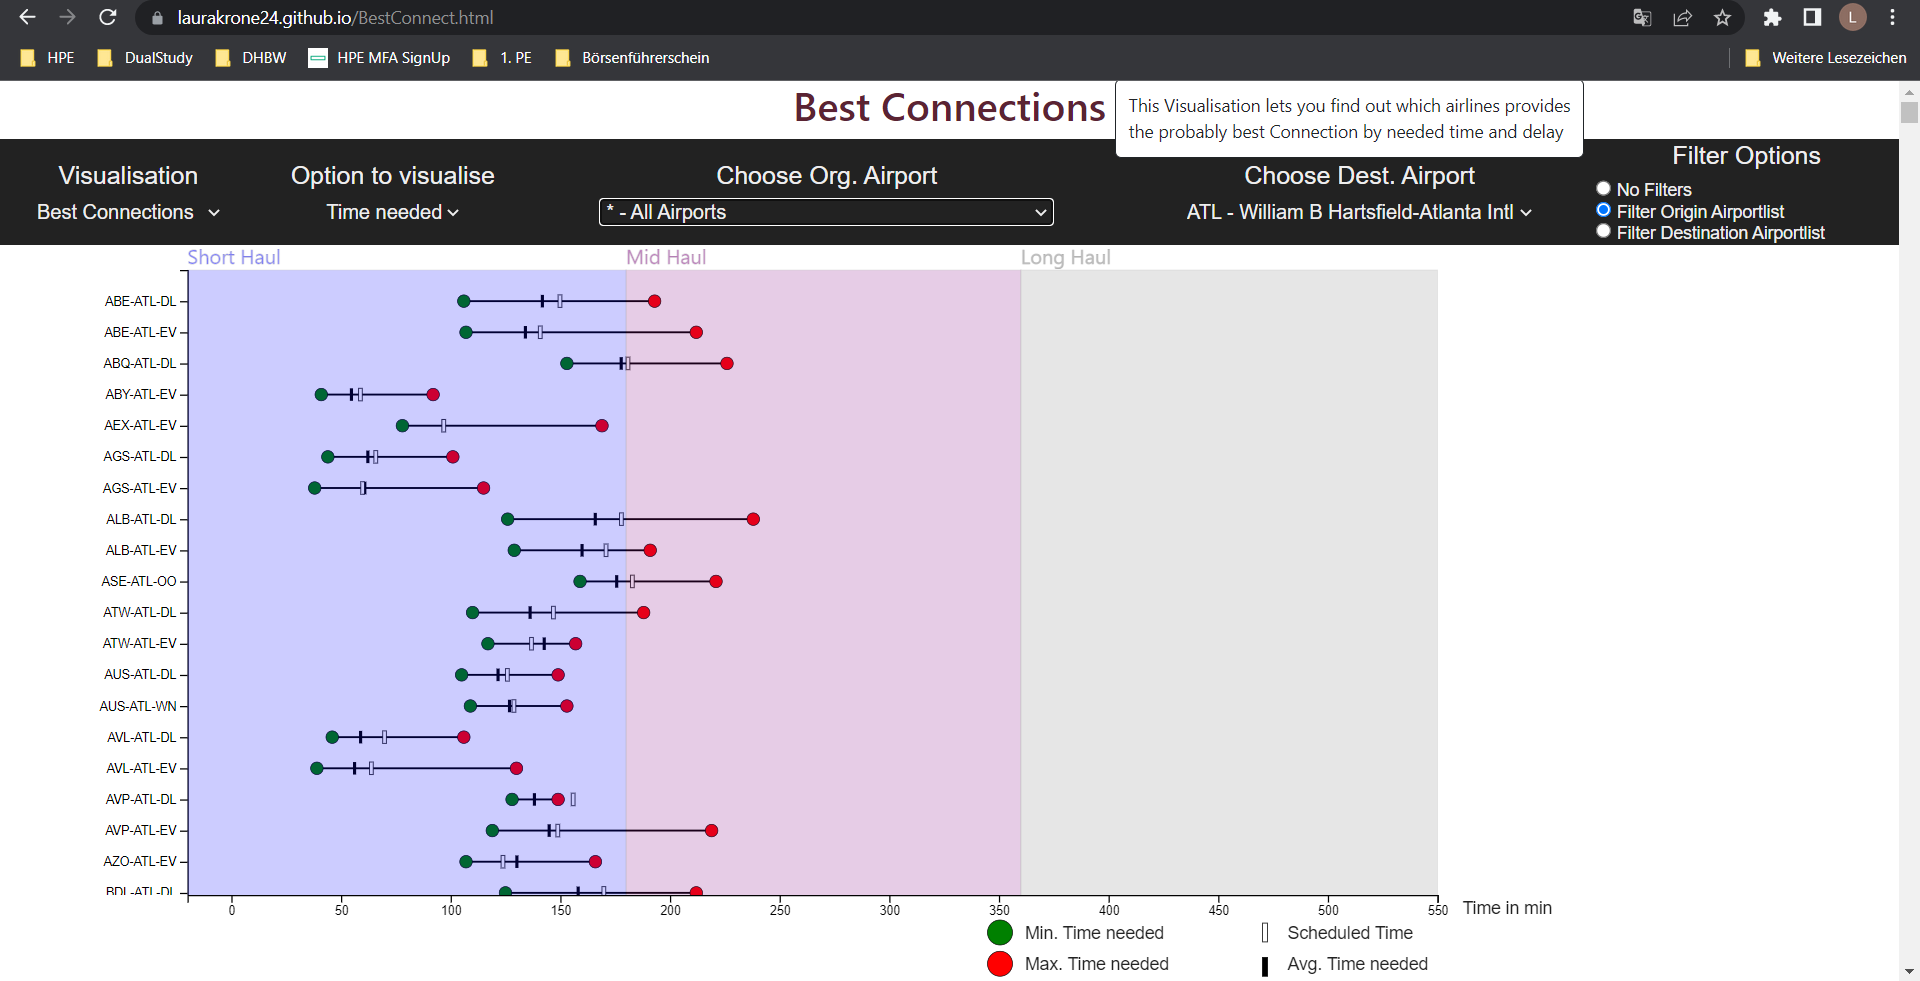 laurakrone24.github.io/BestConnect.html
L
HPE DualStudy DHBW HPE MFA SignUp 1. PE Börsenführerschein Weitere Lesezeichen
Best Connections
This Visualisation lets you find out which airlines provides
the probably best Connection by needed time and delay
Visualisation Option to visualise Choose Org. Airport Choose Dest. Airport Filter Options
Best Connections Time needed * - All Airports ATL - William B Hartsfield-Atlanta Intl
No Filters
Filter Origin Airportlist
Filter Destination Airportlist
Short Haul Mid Haul Long Haul
ABE-ATL-DL
ABE-ATL-EV
ABQ-ATL-DL
ABY-ATL-EV
AEX-ATL-EV
AGS-ATL-DL
AGS-ATL-EV
ALB-ATL-DL
ALB-ATL-EV
ASE-ATL-OO
ATW-ATL-DL
ATW-ATL-EV
AUS-ATL-DL
AUS-ATL-WN
AVL-ATL-DL
AVL-ATL-EV
AVP-ATL-DL
AVP-ATL-EV
AZO-ATL-EV
BDL-ATL-DL
0 50 100 150 200 250 300 350 400 450 500 550 Time in min
Min. Time needed Scheduled Time
Max. Time needed Avg. Time needed